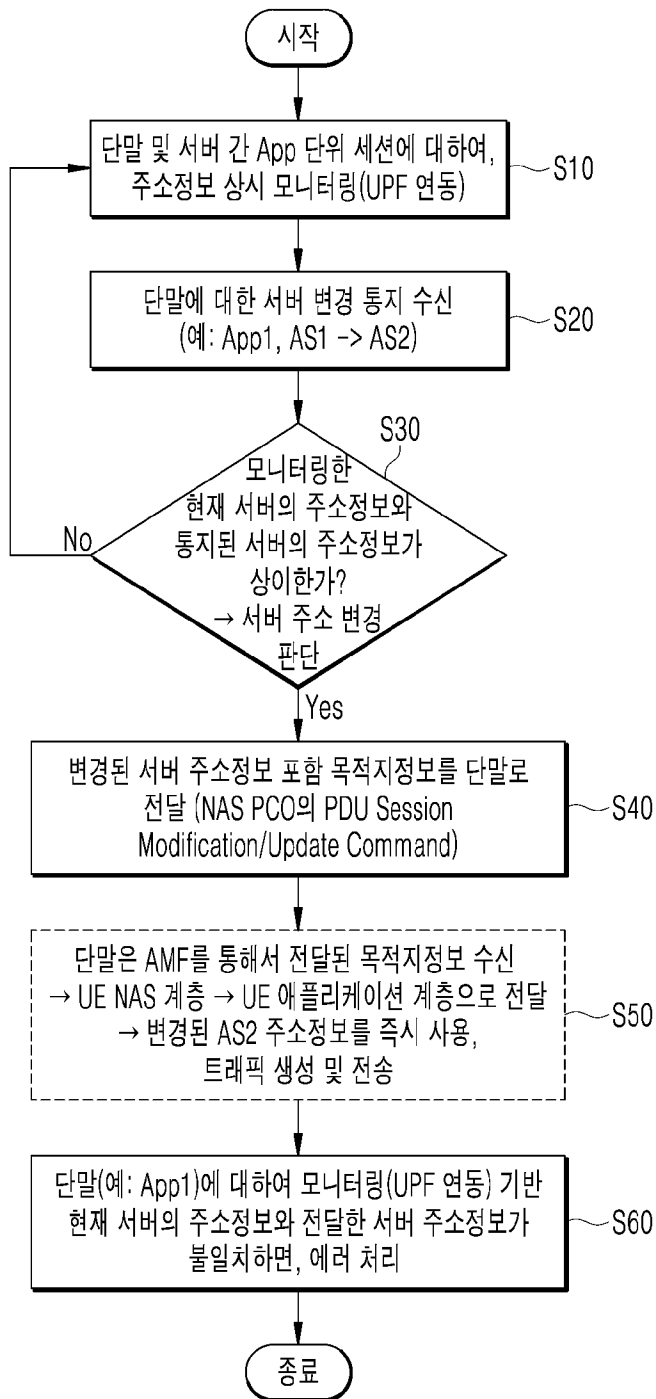 시작
단말 및 서버 간 App 단위 세션에 대하여,
주소정보 상시 모니터링(UPF 연동)
S10
단말에 대한 서버 변경 통지 수신
(예: App1, AS1 -> AS2)
S20
S30
모니터링한
현재 서버의 주소정보와
통지된 서버의 주소정보가
상이한가?
→ 서버 주소 변경
판단
No
Yes
변경된 서버 주소정보 포함 목적지정보를 단말로
전달 (NAS PCO의 PDU Session
Modification/Update Command)
S40
단말은 AMF를 통해서 전달된 목적지정보 수신
→ UE NAS 계층 → UE 애플리케이션 계층으로 전달
→ 변경된 AS2 주소정보를 즉시 사용,
트래픽 생성 및 전송
S50
단말(예: App1)에 대하여 모니터링(UPF 연동) 기반
현재 서버의 주소정보와 전달한 서버 주소정보가
불일치하면, 에러 처리
S60
종료